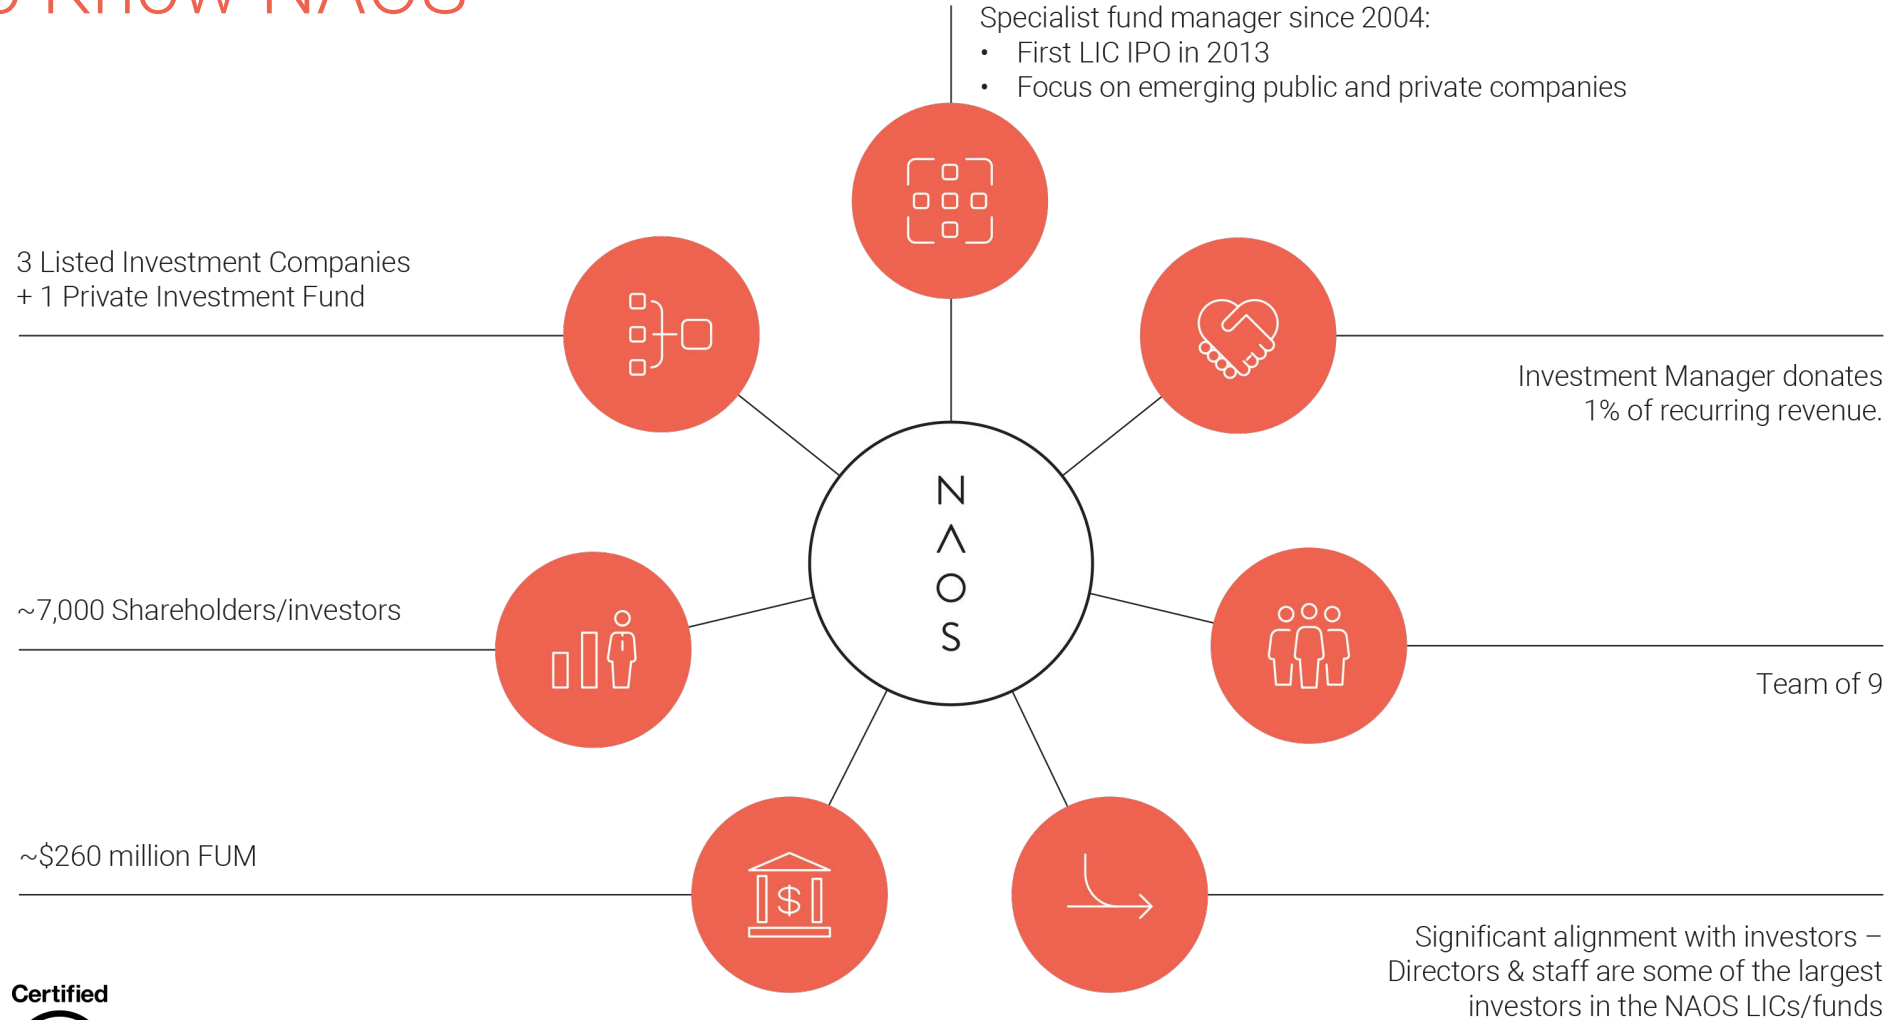 Know NAOS
Specialist fund manager since 2004:
• First LIC IPO in 2013
• Focus on emerging public and private companies
3 Listed Investment Companies
+ 1 Private Investment Fund
Investment Manager donates
1% of recurring revenue.
N
Λ
O
S
~7,000 Shareholders/investors
Team of 9
$
~$260 million FUM
Significant alignment with investors –
Directors & staff are some of the largest
investors in the NAOS LICs/funds
Certified